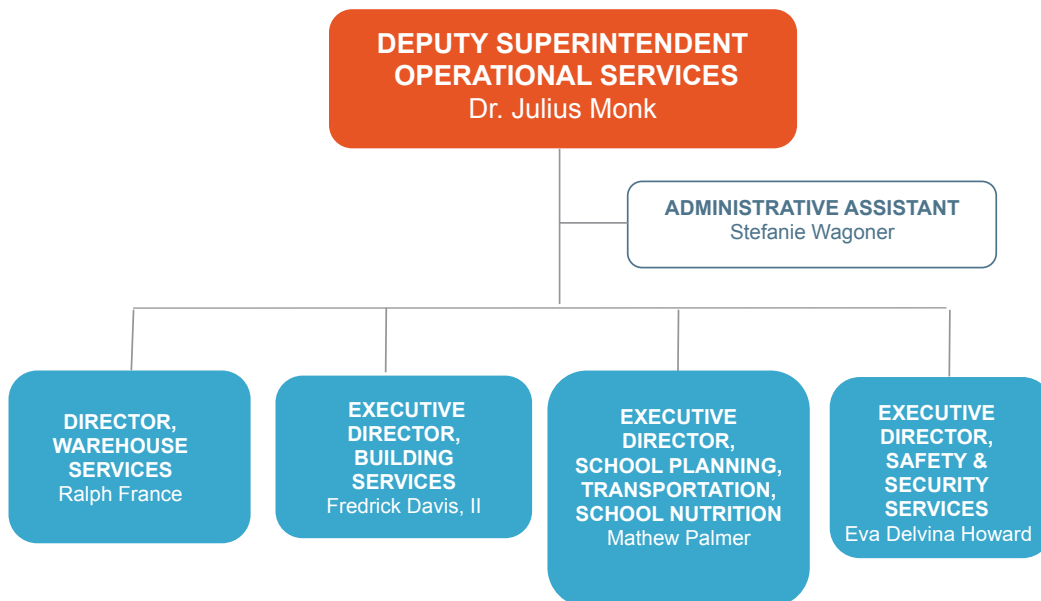 DEPUTY SUPERINTENDENT
OPERATIONAL SERVICES
Dr. Julius Monk
ADMINISTRATIVE ASSISTANT
Stefanie Wagoner
DIRECTOR,
WAREHOUSE
SERVICES
Ralph France
EXECUTIVE
DIRECTOR,
BUILDING
SERVICES
Fredrick Davis, II
EXECUTIVE
DIRECTOR,
SCHOOL PLANNING,
TRANSPORTATION,
SCHOOL NUTRITION
Mathew Palmer
EXECUTIVE
DIRECTOR,
SAFETY &
SECURITY
SERVICES
Eva Delvina Howard